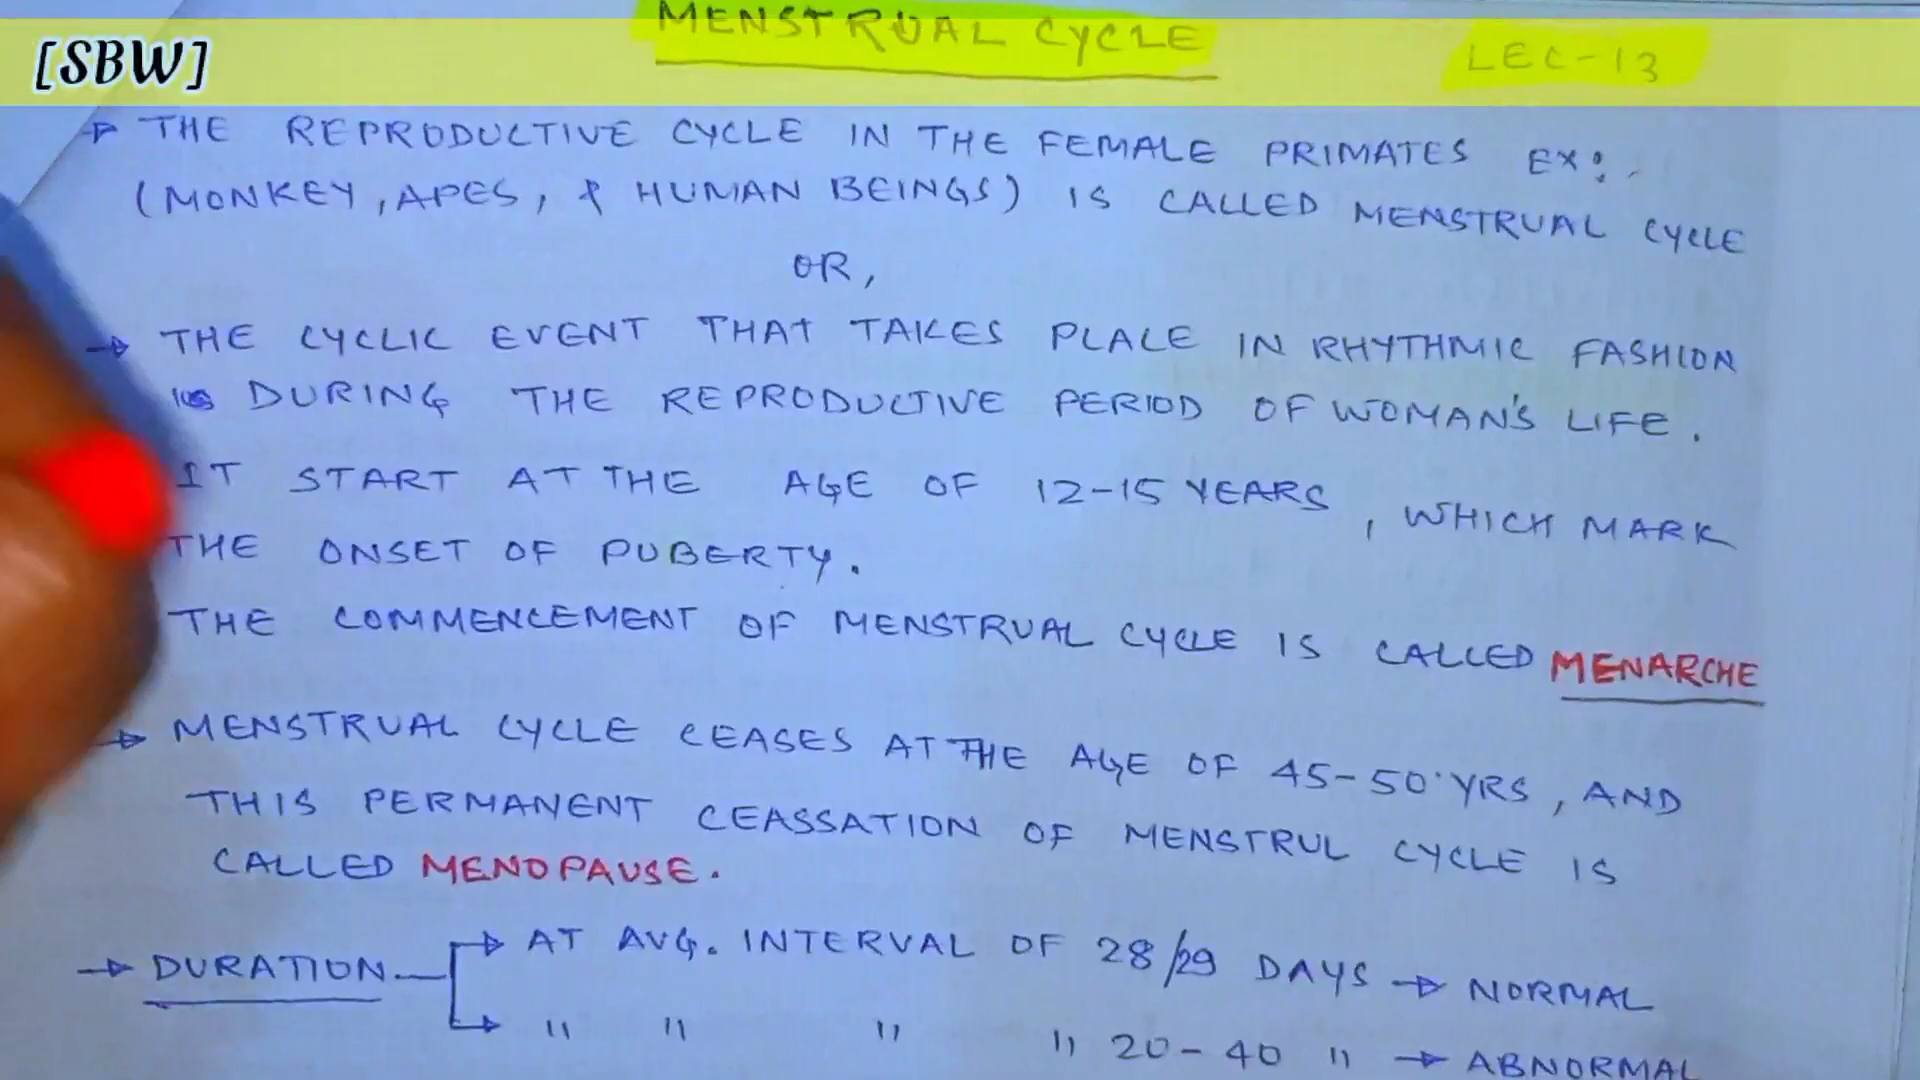 MENSTRUAL CYCLE
[SBW]
LEC-13
THE REPRODUCTIVE CYCLE IN THE FEMALE PRIMATES EX:-
(MONKEY, APES, & HUMAN BEINGS) IS CALLED MENSTRUAL CYCLE
OR,
THE CYCLIC EVENT THAT TAKES PLACE IN RHYTHMIC FASHION
DURING THE REPRODUCTIVE PERIOD OF WOMAN'S LIFE.
IT START AT THE AGE OF 12-15 YEARS, WHICH MARK
THE ONSET OF PUBERTY.
THE COMMENCEMENT OF MENSTRUAL CYCLE IS CALLED MENARCHE
→ MENSTRUAL CYCLE CEASES AT THE AGE OF 45-50 YRS, AND
THIS PERMANENT CEASSATION OF MENSTRUL CYCLE IS
CALLED MENOPAUSE.
→ DURATION → AT AVG. INTERVAL OF 28/29 DAYS → NORMAL
→ " " " " 20-40 " → ABNORMAL